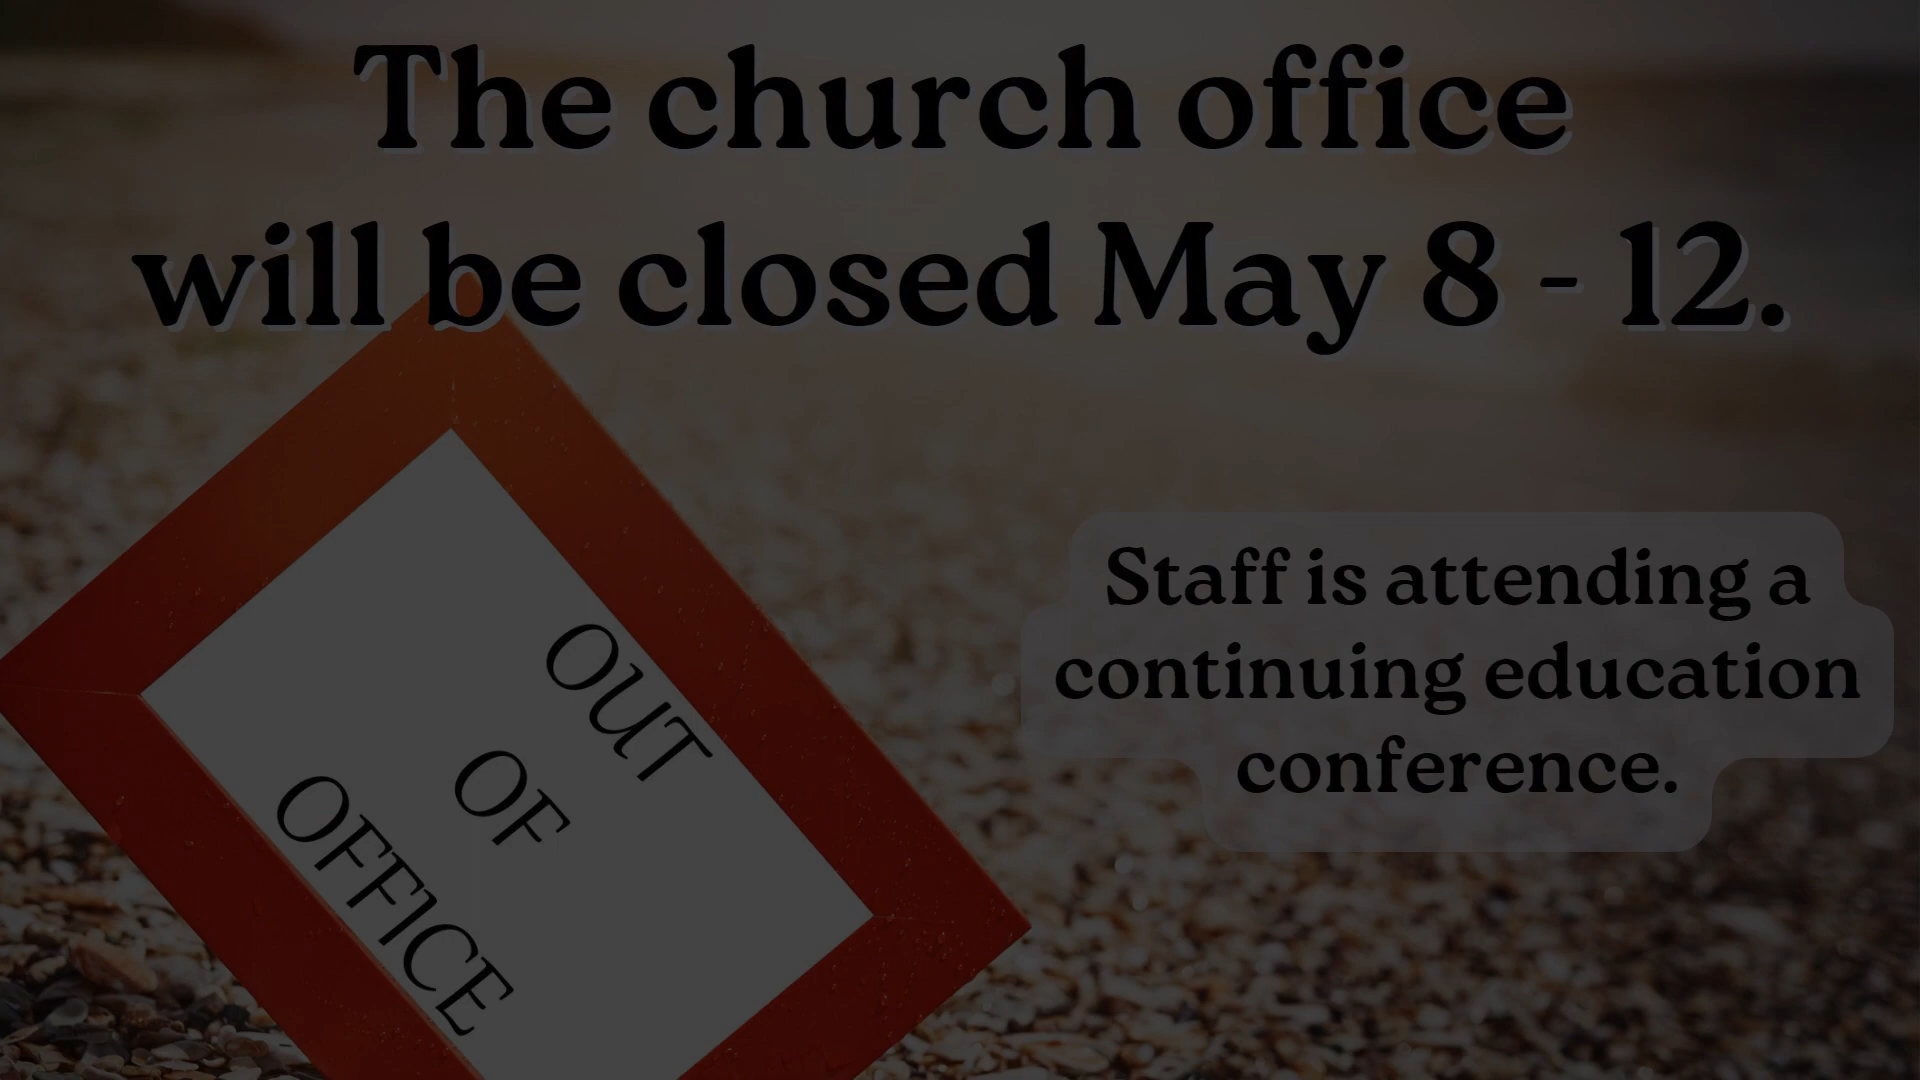 The church office
will be closed May 8 - 12.
Staff is attending a
continuing education
conference.
OUT
OF
OFFICE